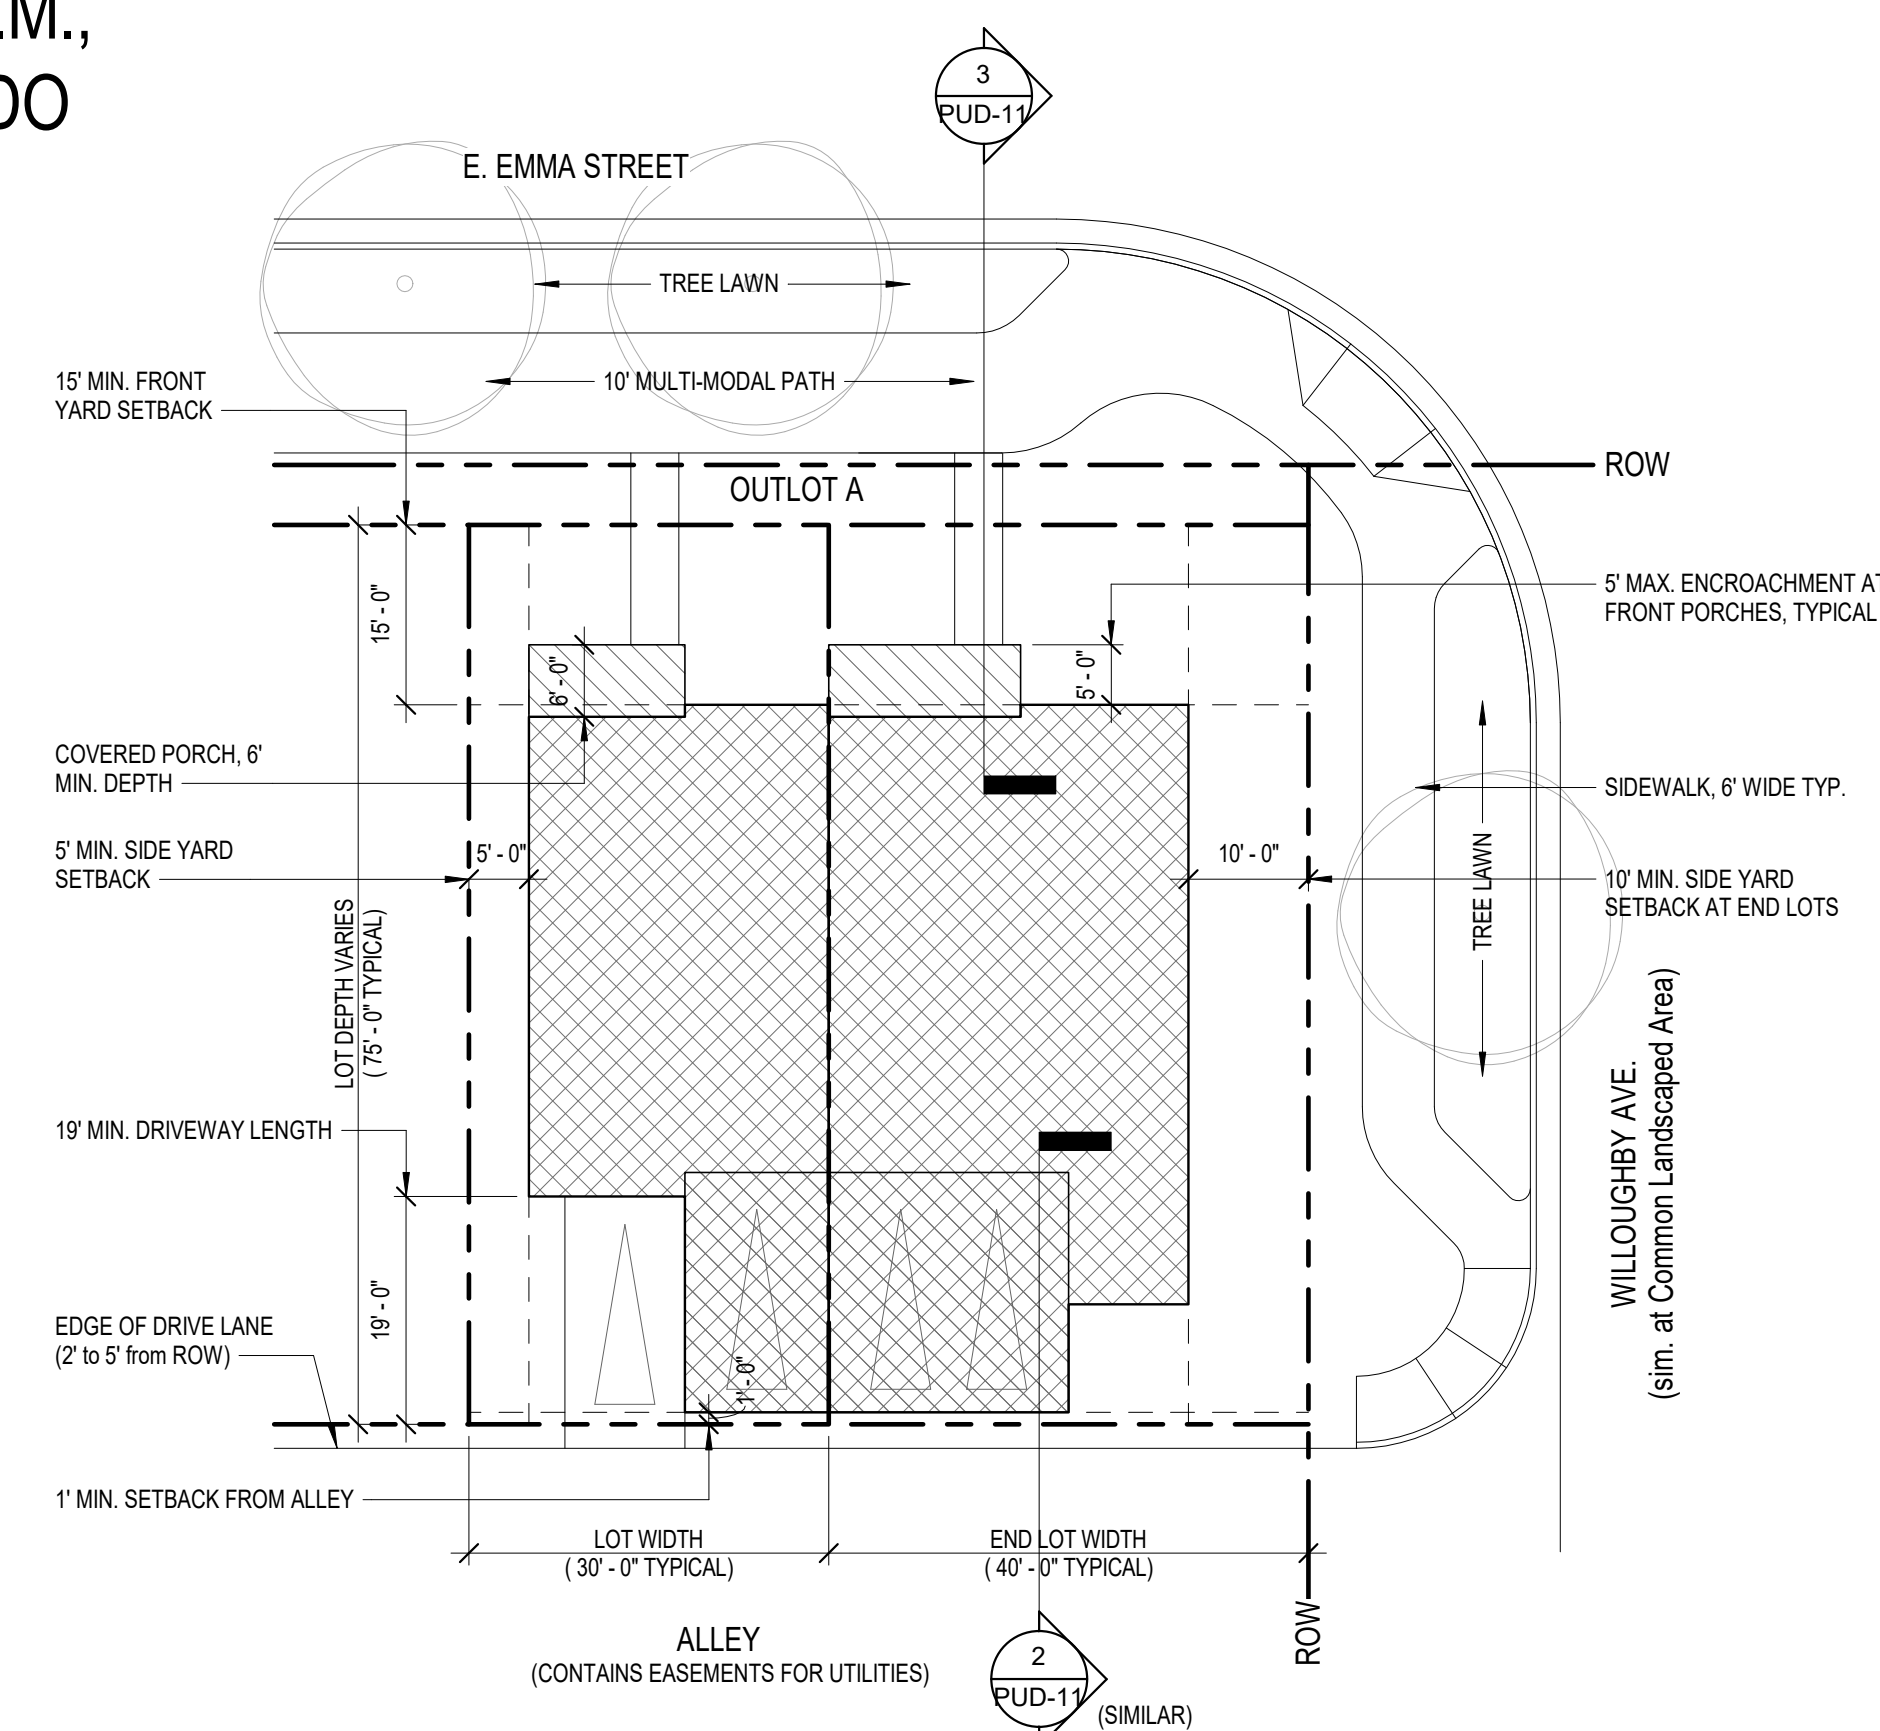 .M.,
DO
3
PUD-11
E. EMMA STREET
TREE LAWN
15' MIN. FRONT
YARD SETBACK
10' MULTI-MODAL PATH
ROW
OUTLOT A
5' MAX. ENCROACHMENT AT
FRONT PORCHES, TYPICAL
15' - 0"
6' - 0"
5' - 0"
COVERED PORCH, 6'
MIN. DEPTH
SIDEWALK, 6' WIDE TYP.
5' MIN. SIDE YARD
SETBACK
5' - 0"
10' - 0"
10' MIN. SIDE YARD
SETBACK AT END LOTS
TREE LAWN
LOT DEPTH VARIES
( 75' - 0" TYPICAL)
19' MIN. DRIVEWAY LENGTH
WILLOUGHBY AVE.
(sim. at Common Landscaped Area)
19' - 0"
EDGE OF DRIVE LANE
(2' to 5' from ROW)
1' - 0"
1' MIN. SETBACK FROM ALLEY
LOT WIDTH
( 30' - 0" TYPICAL)
END LOT WIDTH
( 40' - 0" TYPICAL)
ROW
ALLEY
(CONTAINS EASEMENTS FOR UTILITIES)
2
PUD-11
(SIMILAR)